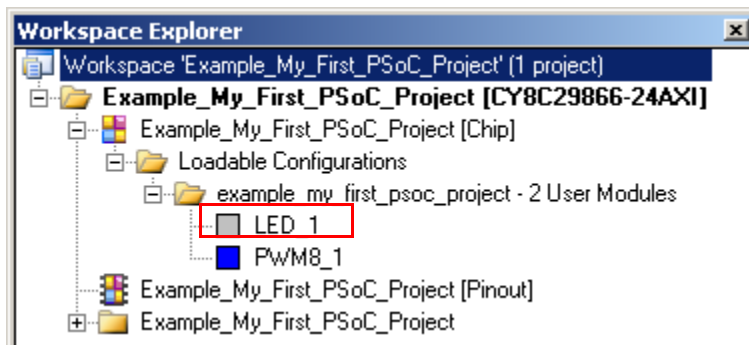 Workspace Explorer
Workspace 'Example_My_First_PSoC_Project' (1 project)
Example_My_First_PSoC_Project [CY8C29866-24AXI]
Example_My_First_PSoC_Project [Chip]
Loadable Configurations
example_my_first_psoc_project - 2 User Modules
LED_1
PWM8_1
Example_My_First_PSoC_Project [Pinout]
Example_My_First_PSoC_Project